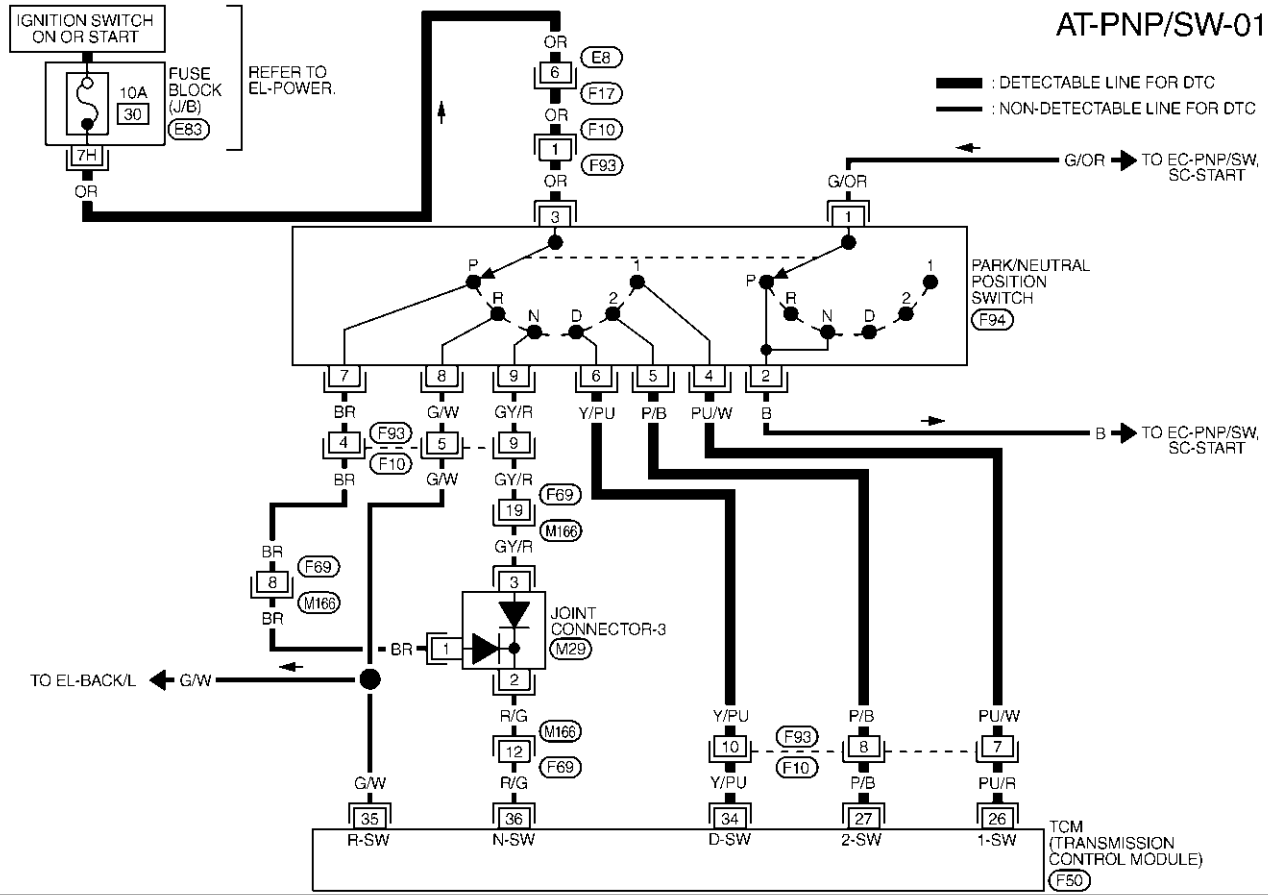 AT-PNP/SW-01
IGNITION SWITCH
ON OR START
FUSE
BLOCK
(J/B)
E83
10A
30
7H
OR
REFER TO
EL-POWER.
OR
6
E8
F17
OR
1
F10
F93
OR
3
: DETECTABLE LINE FOR DTC
: NON-DETECTABLE LINE FOR DTC
G/OR
TO EC-PNP/SW,
SC-START
G/OR
1
P
R
N
D
2
1
P
R
N
D
2
1
PARK/NEUTRAL
POSITION
SWITCH
F94
7
8
9
6
5
4
2
BR
G/W
GY/R
Y/PU
P/B
PU/W
B
4
F93
F10
5
9
B
TO EC-PNP/SW,
SC-START
BR
G/W
GY/R
19
F69
M166
GY/R
BR
8
F69
M166
BR
3
BR
1
JOINT
CONNECTOR-3
M29
2
TO EL-BACK/L
G/W
R/G
12
M166
F69
Y/PU
P/B
PU/W
10
F93
F10
8
7
G/W
R/G
Y/PU
P/B
PU/R
35
36
34
27
26
R-SW
N-SW
D-SW
2-SW
1-SW
TCM
(TRANSMISSION
CONTROL MODULE)
F50